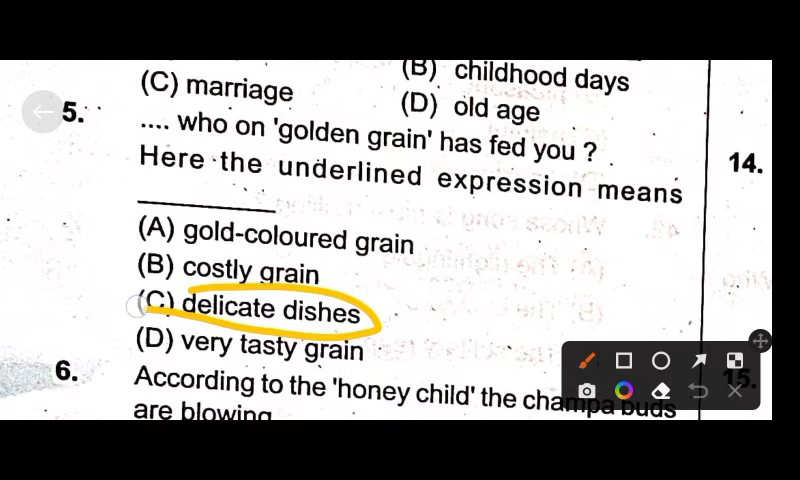 (B) childhood days
(C) marriage
(D) old age
5.
.... who on 'golden grain' has fed you ?
Here the underlined expression means
(A) gold-coloured grain
(B) costly grain
(C) delicate dishes
(D) very tasty grain
6.
According to the 'honey child' the champa buds
are blowing
14.
15.